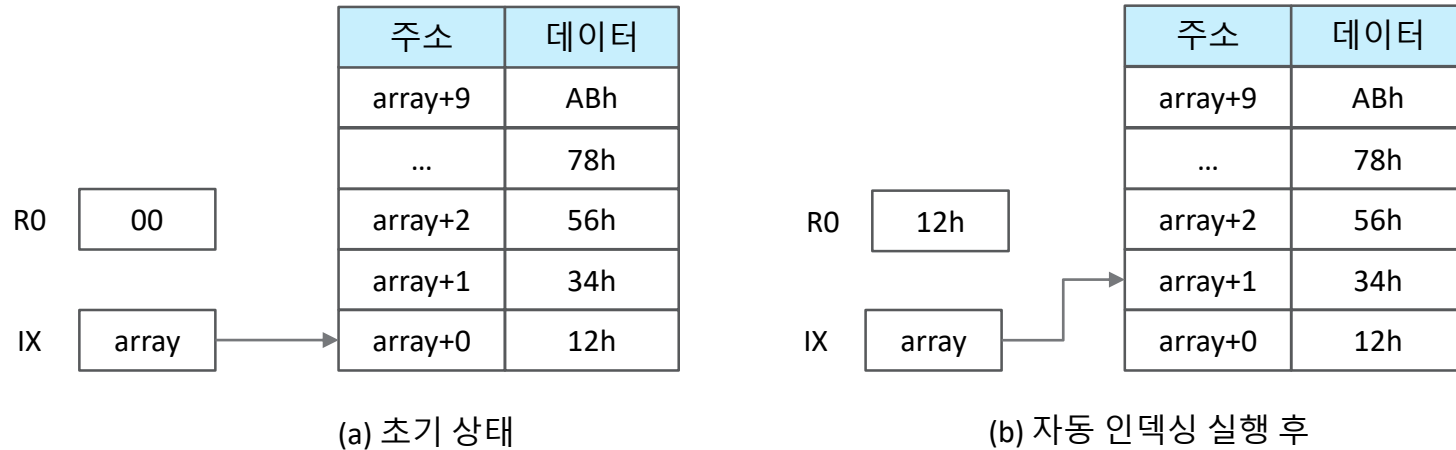 주소 데이터
array+9 ABh
... 78h
array+2 56h
array+1 34h
array+0 12h
R0 00
IX array
(a) 초기 상태
주소 데이터
array+9 ABh
... 78h
array+2 56h
array+1 34h
array+0 12h
R0 12h
IX array
(b) 자동 인덱싱 실행 후